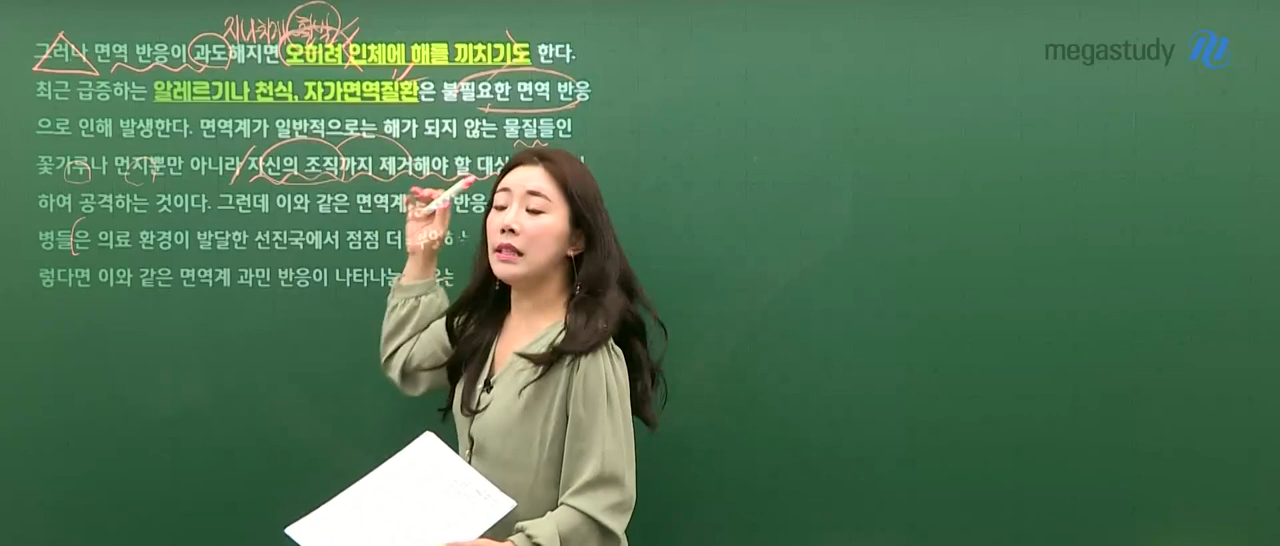 지나치게 활발
megastudy
그러나 면역 반응이 과도해지면 오히려 인체에 해를 끼치기도 한다.
최근 급증하는 알레르기나 천식, 자가면역질환은 불필요한 면역 반응
으로 인해 발생한다. 면역계가 일반적으로는 해가 되지 않는 물질들인
꽃가루나 먼지뿐만 아니라 자신의 조직까지 제거해야 할 대상
하여 공격하는 것이다. 그런데 이와 같은 면역계 반응
병들은 의료 환경이 발달한 선진국에서 점점 더
렇다면 이와 같은 면역계 과민 반응이 나타나는